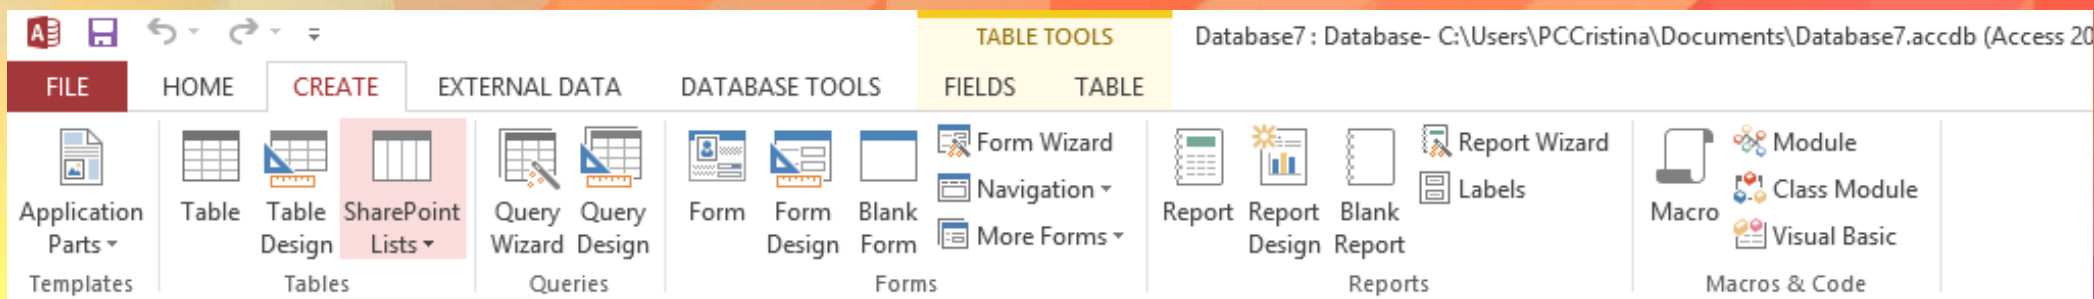 TABLE TOOLS
Database7 : Database- C:\Users\PCCristina\Documents\Database7.accdb (Access 20
FILE HOME CREATE EXTERNAL DATA DATABASE TOOLS FIELDS TABLE
Application Parts
Templates
Table
Table Design
SharePoint Lists
Tables
Query Wizard
Query Design
Queries
Form
Form Design
Blank Form
Form Wizard
Navigation
More Forms
Forms
Report
Report Design
Blank Report
Report Wizard
Labels
Reports
Macro
Module
Class Module
Visual Basic
Macros & Code